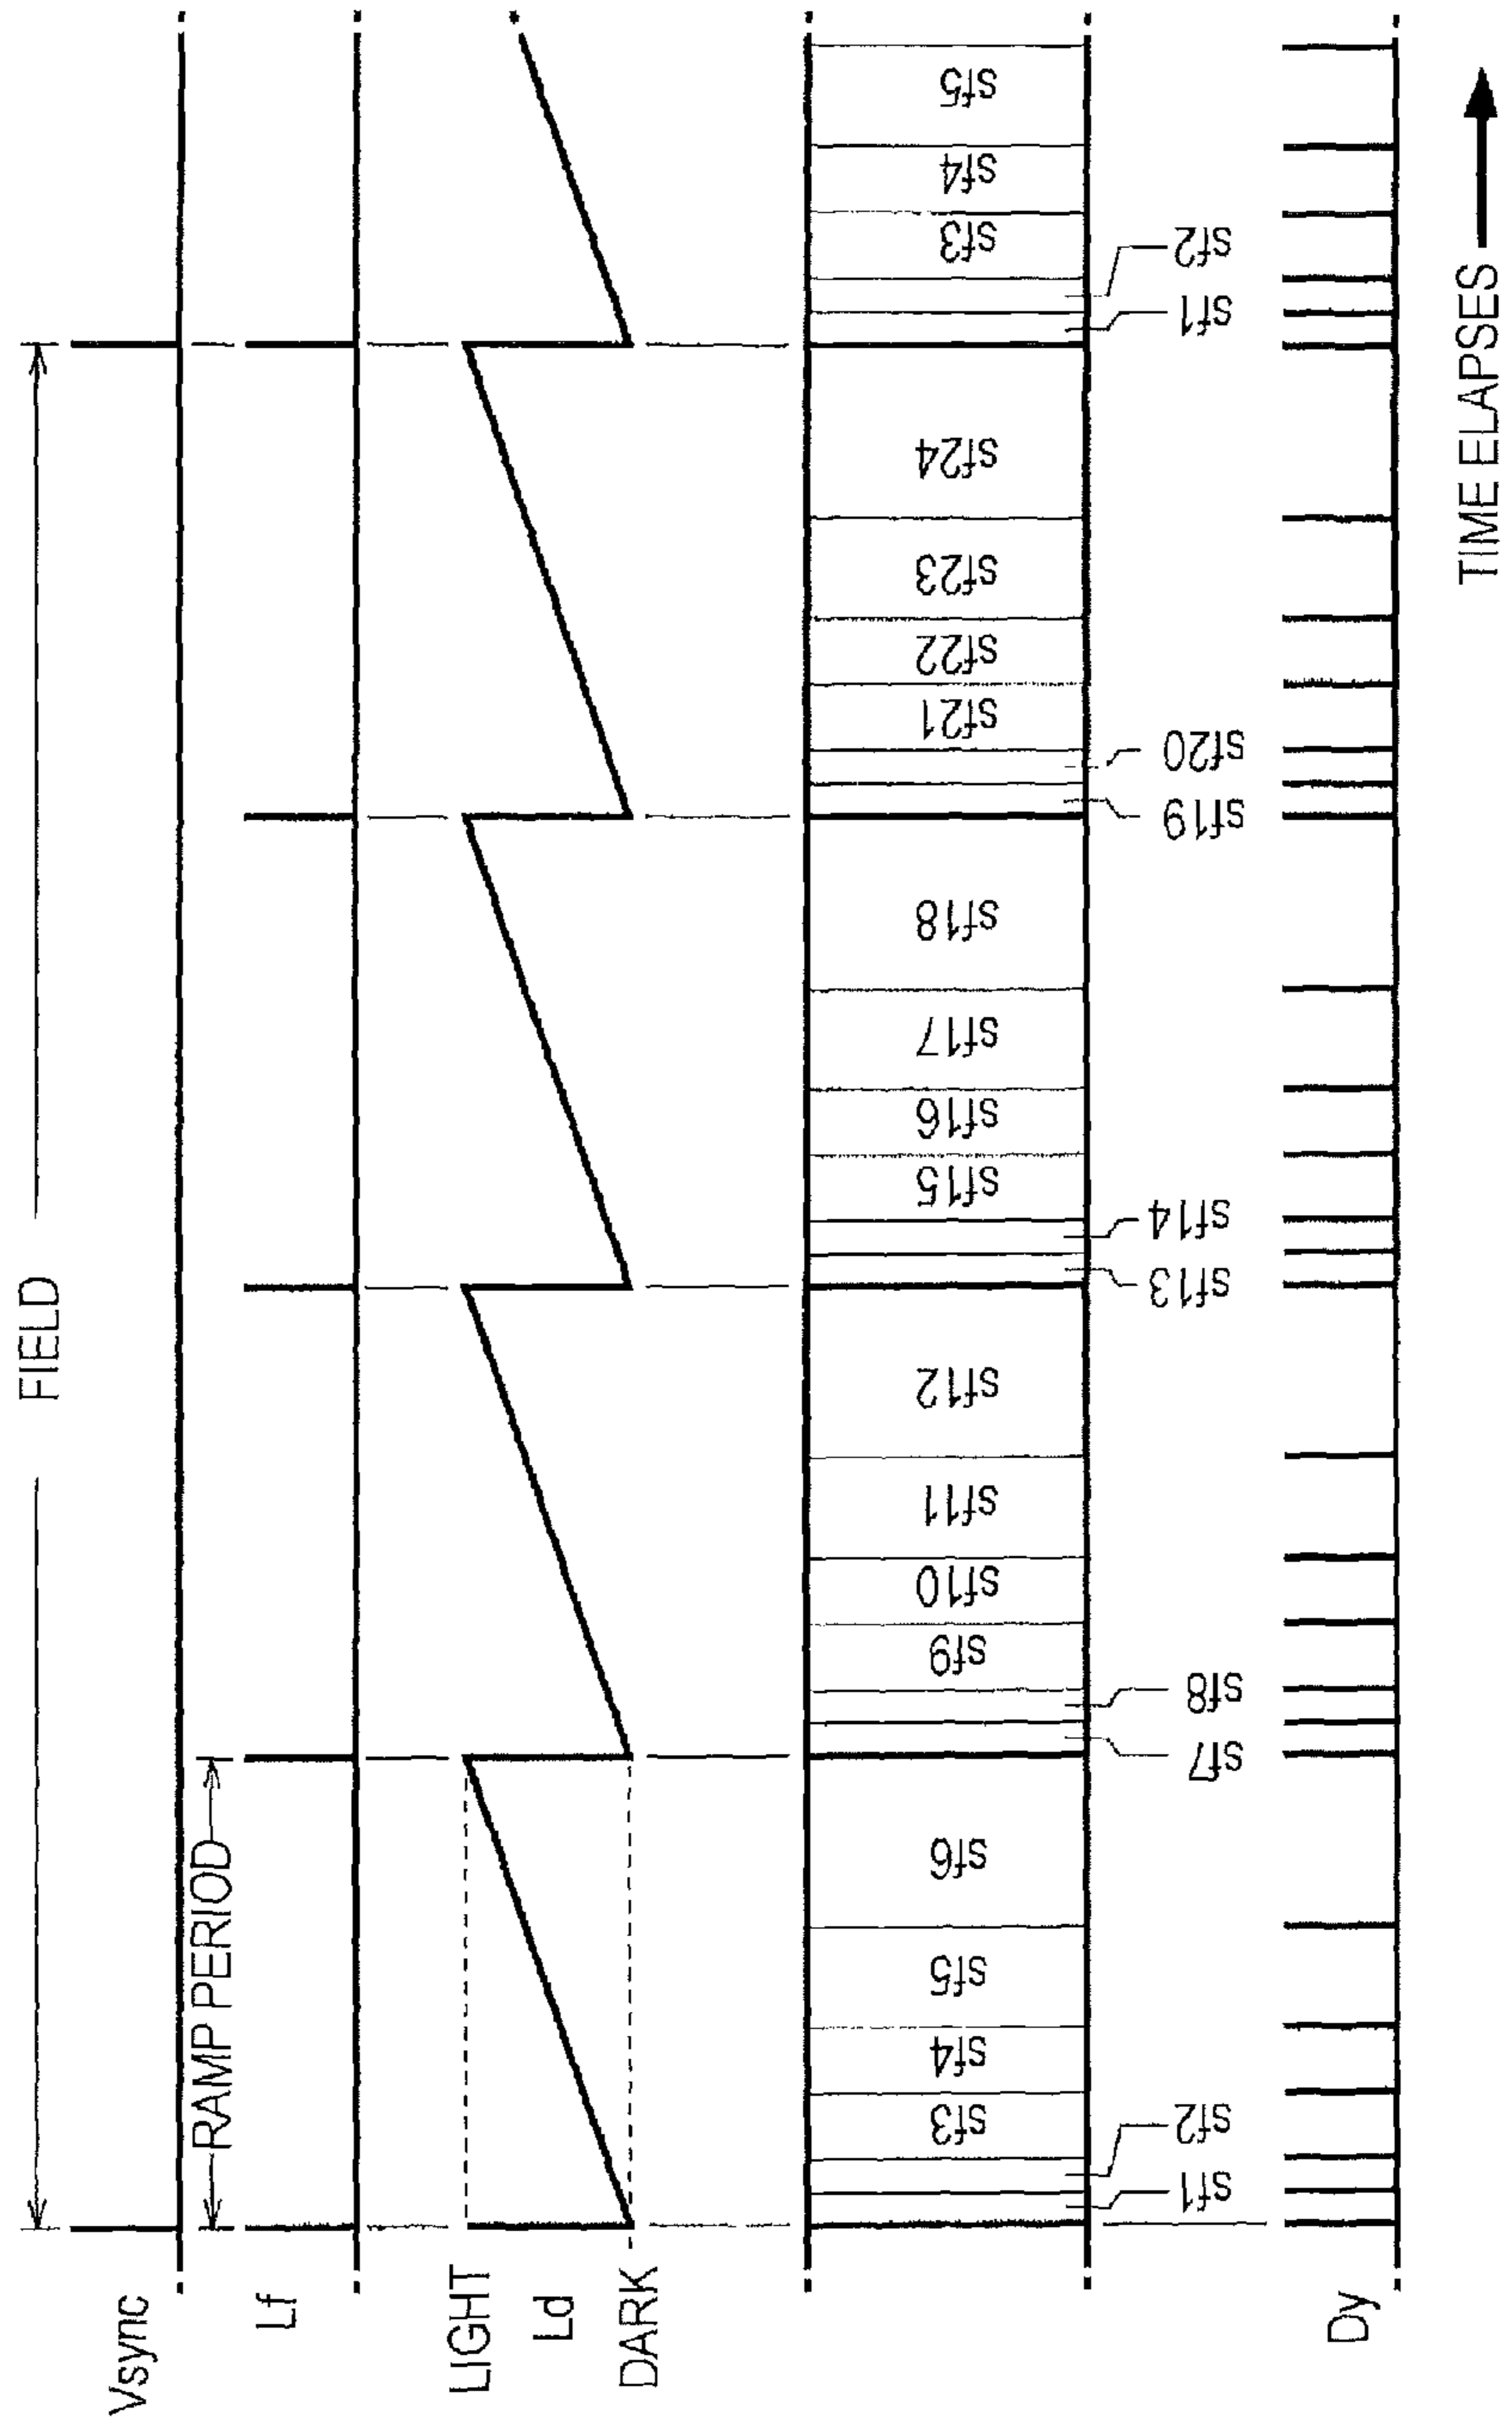 FIELD
Vsync
RAMP PERIOD
Lf
LIGHT
Ld
DARK
sf3
sf4
sf5
sf6
sf9
sf10
sf11
sf12
sf15
sf16
sf17
sf18
sf21
sf22
sf23
sf24
sf3
sf4
sf5
sf1
sf2
sf7
sf8
sf13
sf14
sf19
sf20
sf1
sf2
Dy
TIME ELAPSES